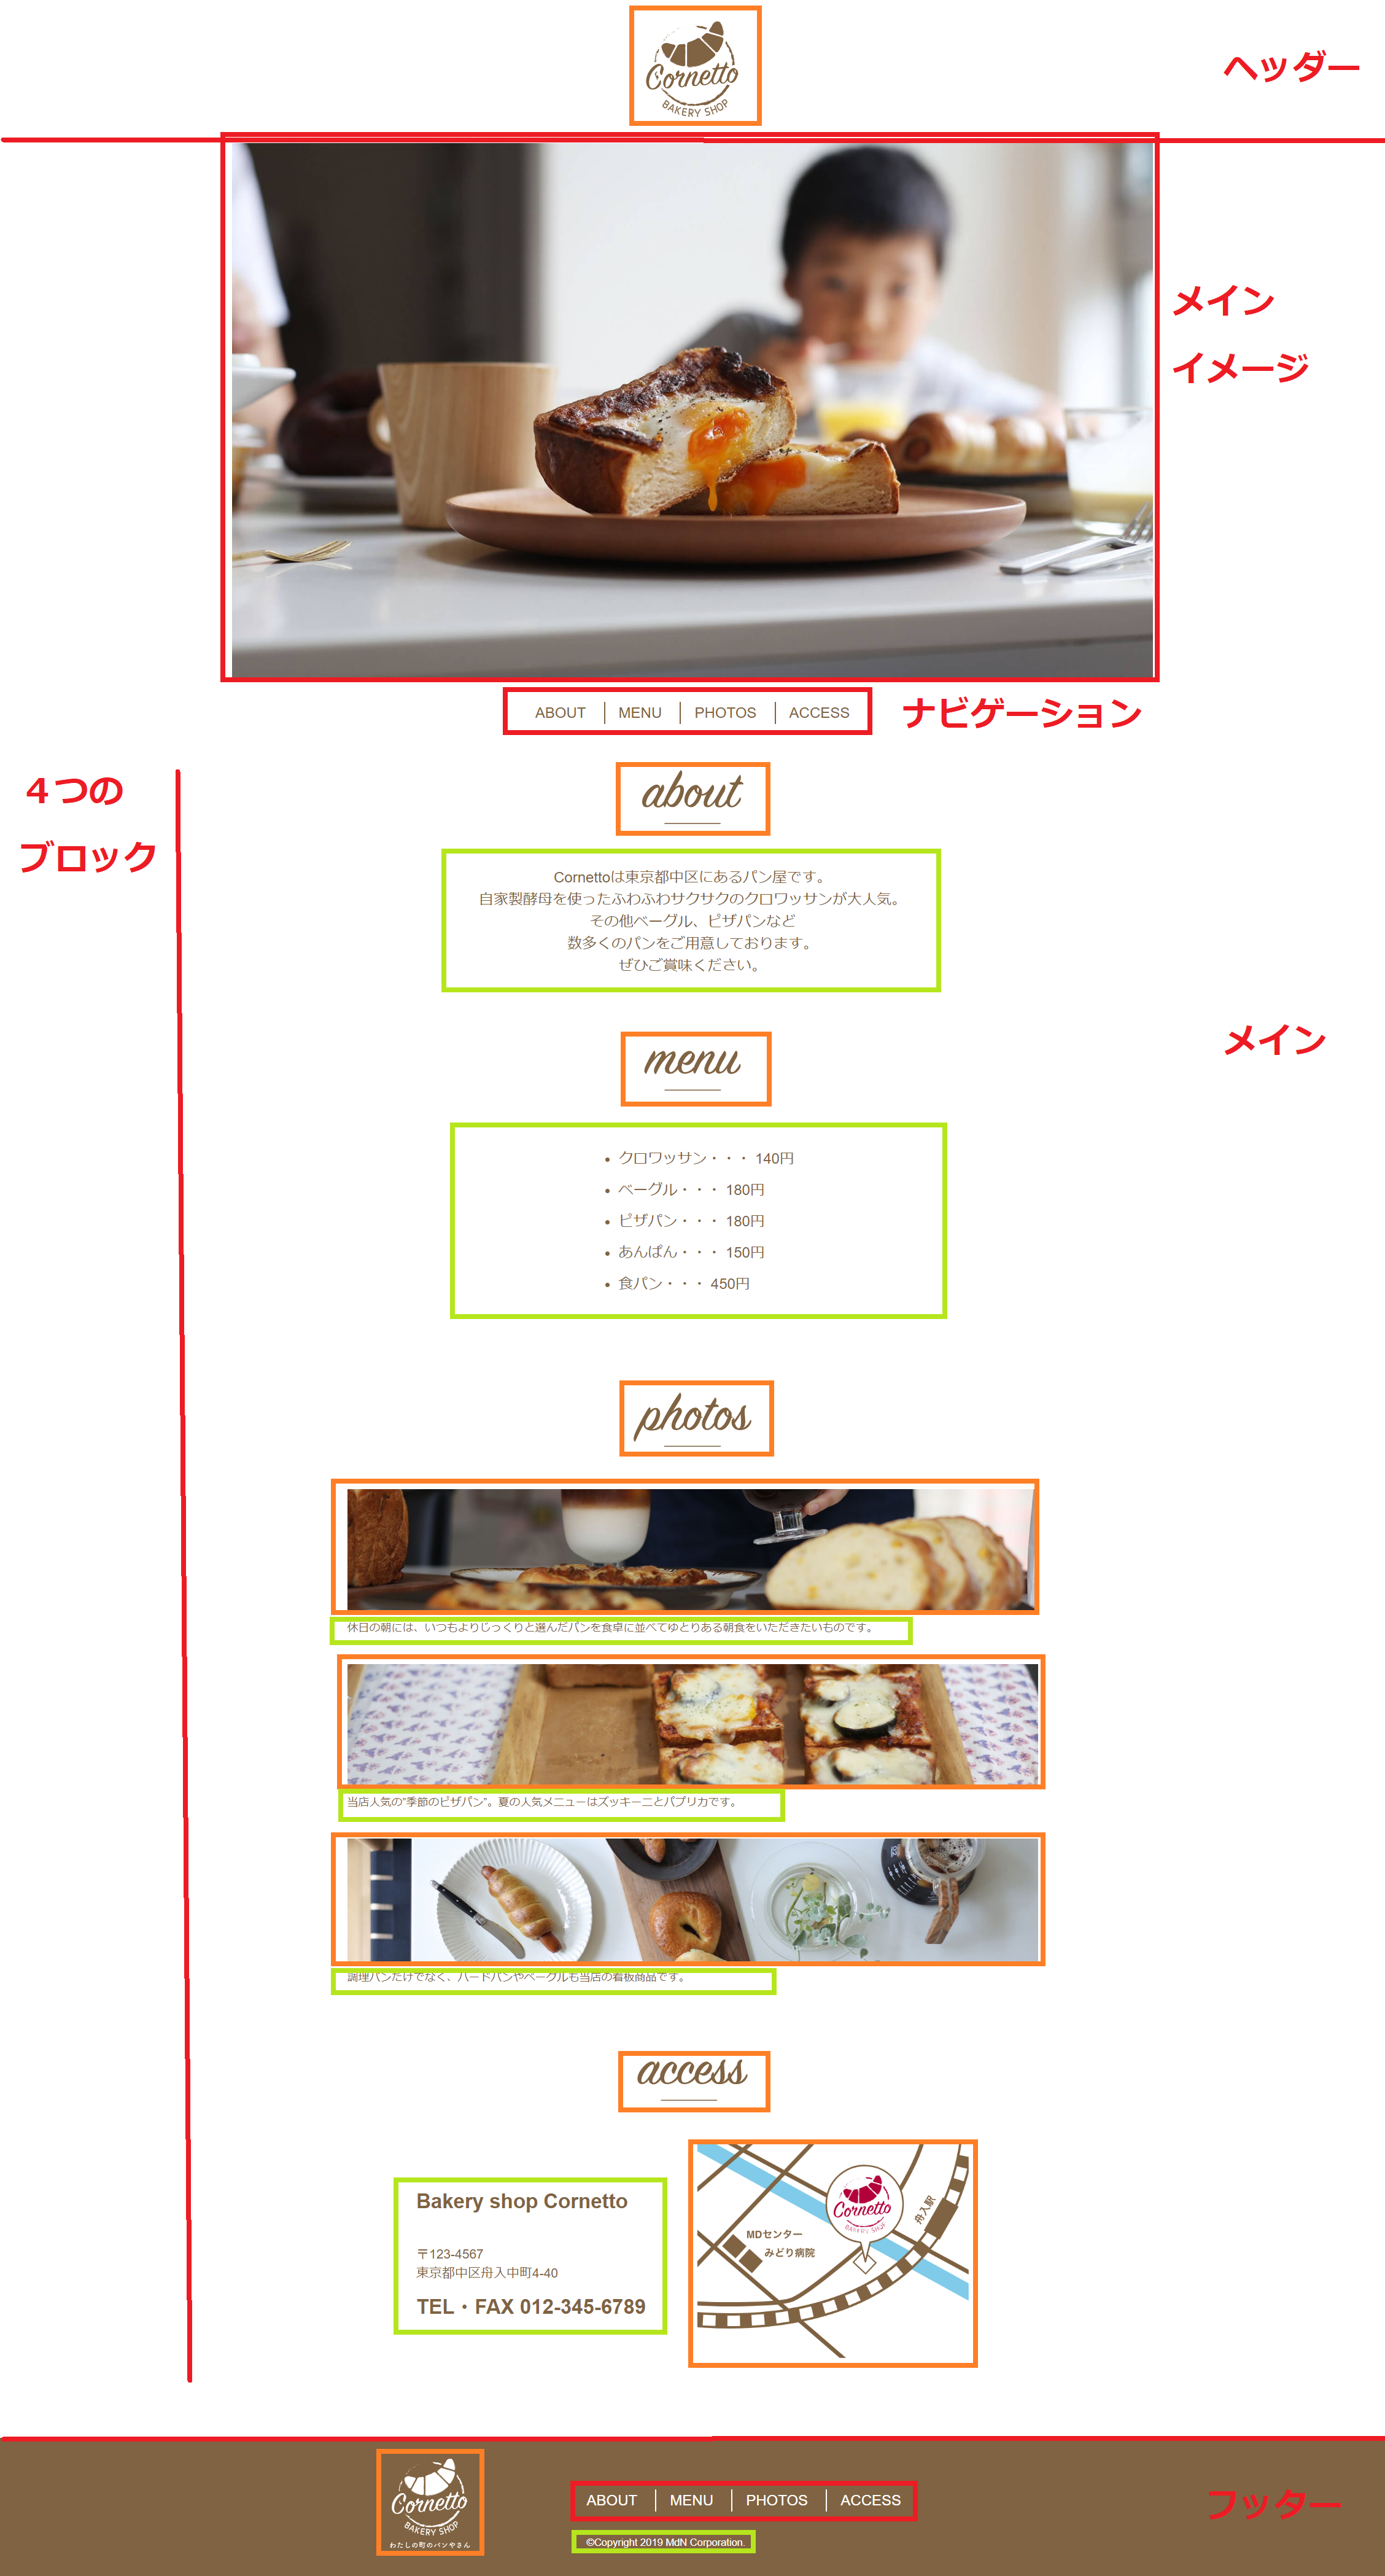 Cornetto
BAKERY SHOP
ヘッダー
メイン
イメージ
ABOUT MENU PHOTOS ACCESS
ナビゲーション
4つの
ブロック
about
Cornettoは東京都中区にあるパン屋です。
自家製酵母を使ったふわふわサクサクのクロワッサンが大人気。
その他ベーグル、ピザパンなど
数多くのパンをご用意しております。
ぜひご賞味ください。
メイン
menu
• クロワッサン・・・ 140円
• ベーグル・・・ 180円
• ピザパン・・・ 180円
• あんぱん・・・ 150円
• 食パン・・・ 450円
photos
休日の朝には、いつもよりじっくりと選んだパンを食卓に並べてゆとりある朝食をいただきたいものです。
当店人気の"季節のピザパン"。夏の人気メニューはズッキーニとパプリカです。
調理パンだけでなく、ハードパンやベーグルも当店の看板商品です。
access
Bakery shop Cornetto
〒123-4567
東京都中区舟入中町4-40
TEL・FAX 012-345-6789
Cornetto
BAKERY SHOP
舟入駅
MDセンター
みどり病院
Cornetto
BAKERY SHOP
わたしの町のパンやさん
ABOUT MENU PHOTOS ACCESS
©Copyright 2019 MdN Corporation.
フッター